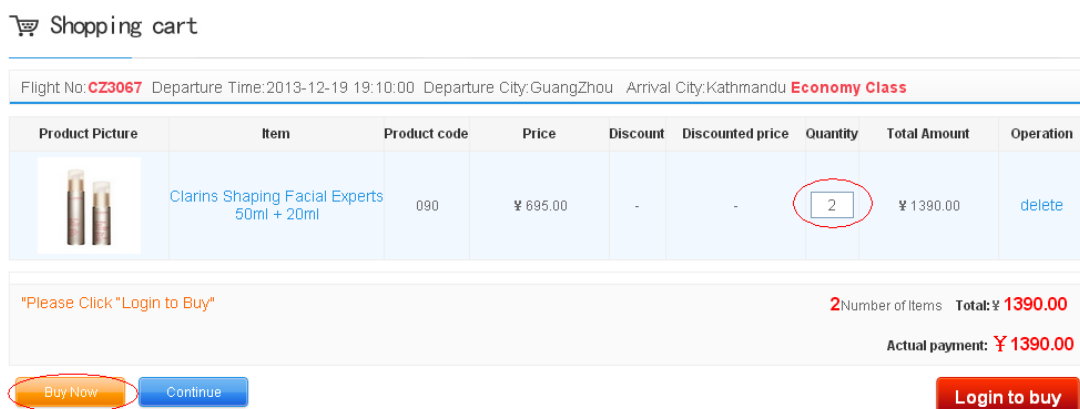 Shopping cart
Flight No:CZ3067 Departure Time:2013-12-19 19:10:00 Departure City:GuangZhou Arrival City:Kathmandu Economy Class
Product Picture Item Product code Price Discount Discounted price Quantity Total Amount Operation
Clarins Shaping Facial Experts
50ml + 20ml
090 ¥ 695.00 - - 2 ¥ 1390.00 delete
"Please Click "Login to Buy"
2Number of Items Total:¥ 1390.00
Actual payment: ¥ 1390.00
Buy Now Continue Login to buy